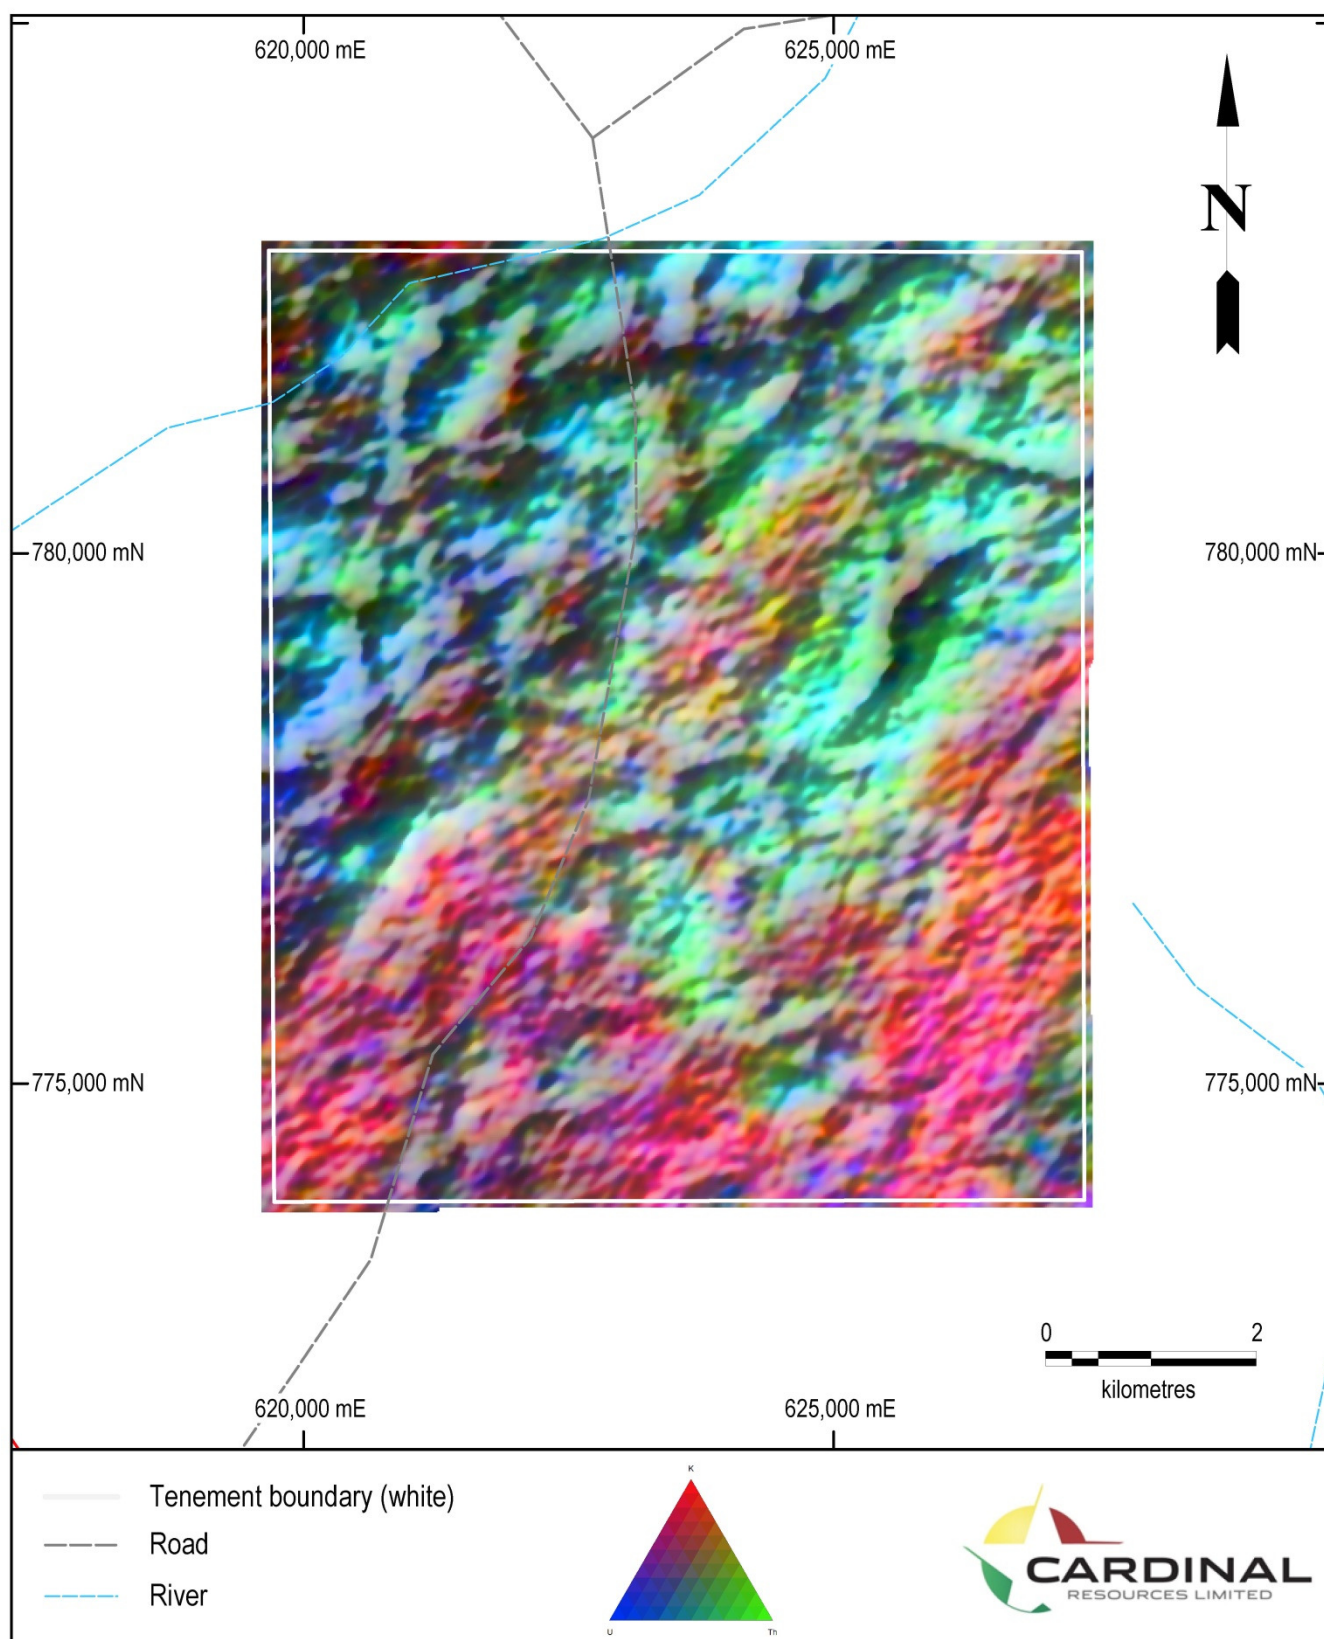 620,000 mE
625,000 mE
N
780,000 mN
780,000 mN
775,000 mN
775,000 mN
0
2
kilometres
620,000 mE
625,000 mE
Tenement boundary (white)
Road
River
K
U
Th
CARDINAL
RESOURCES LIMITED